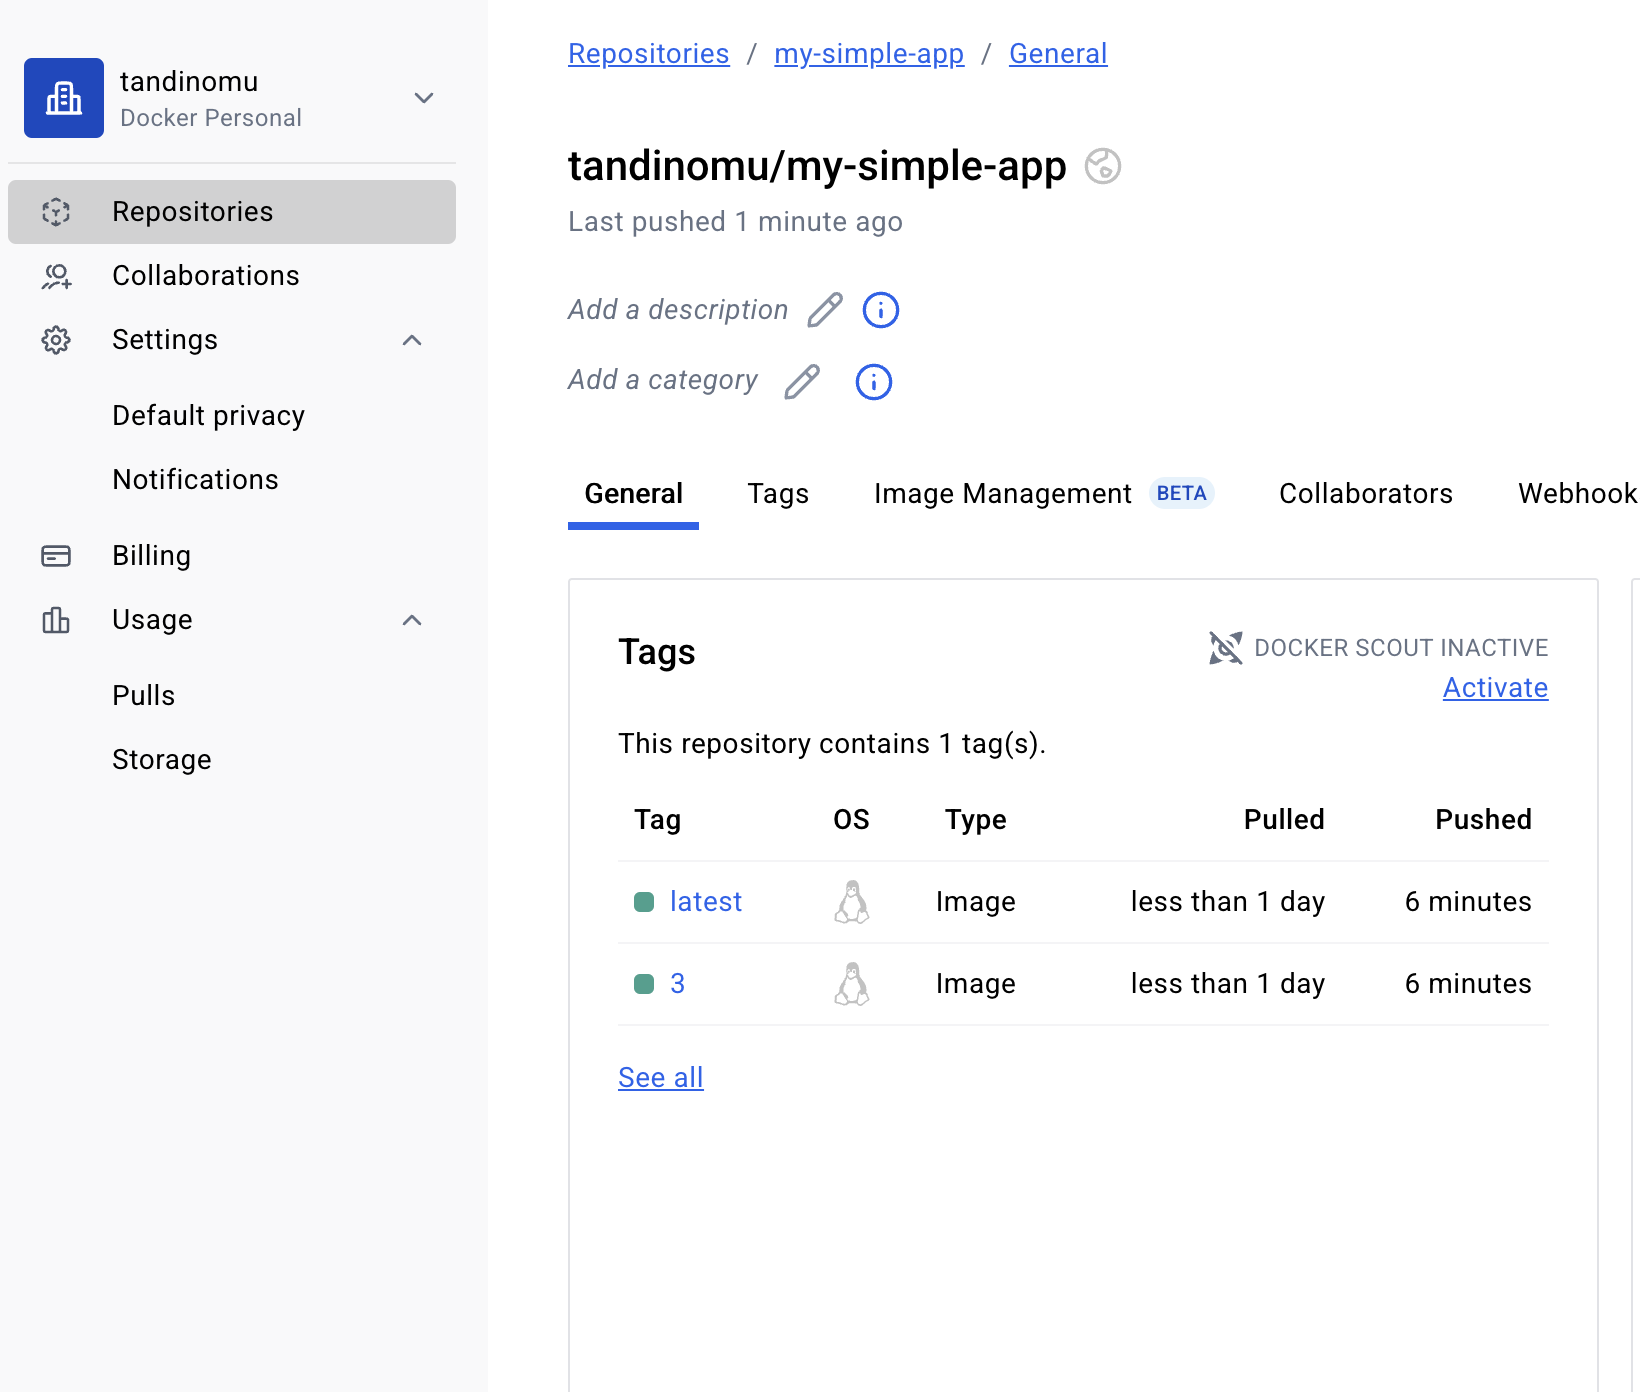 tandinomu
Docker Personal
Repositories
Collaborations
Settings
Default privacy
Notifications
Billing
Usage
Pulls
Storage
Repositories / my-simple-app / General
tandinomu/my-simple-app
Last pushed 1 minute ago
Add a description
Add a category
General Tags Image Management BETA Collaborators Webhook
Tags
DOCKER SCOUT INACTIVE
Activate
This repository contains 1 tag(s).
Tag OS Type Pulled Pushed
latest Image less than 1 day 6 minutes
3 Image less than 1 day 6 minutes
See all